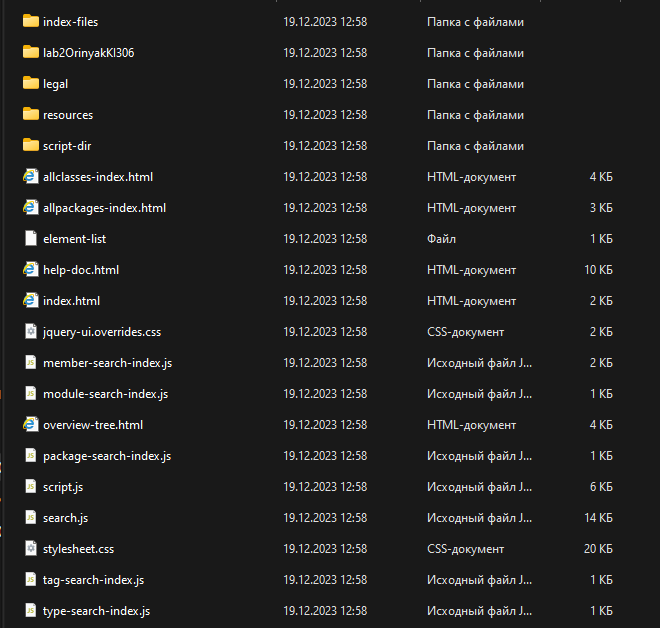 index-files 19.12.2023 12:58 Папка с файлами
lab2OrinyakKI306 19.12.2023 12:58 Папка с файлами
legal 19.12.2023 12:58 Папка с файлами
resources 19.12.2023 12:58 Папка с файлами
script-dir 19.12.2023 12:58 Папка с файлами
allclasses-index.html 19.12.2023 12:58 HTML-документ 4 КБ
allpackages-index.html 19.12.2023 12:58 HTML-документ 3 КБ
element-list 19.12.2023 12:58 Файл 1 КБ
help-doc.html 19.12.2023 12:58 HTML-документ 10 КБ
index.html 19.12.2023 12:58 HTML-документ 2 КБ
jquery-ui.overrides.css 19.12.2023 12:58 CSS-документ 2 КБ
member-search-index.js 19.12.2023 12:58 Исходный файл J... 2 КБ
module-search-index.js 19.12.2023 12:58 Исходный файл J... 1 КБ
overview-tree.html 19.12.2023 12:58 HTML-документ 4 КБ
package-search-index.js 19.12.2023 12:58 Исходный файл J... 1 КБ
script.js 19.12.2023 12:58 Исходный файл J... 6 КБ
search.js 19.12.2023 12:58 Исходный файл J... 14 КБ
stylesheet.css 19.12.2023 12:58 CSS-документ 20 КБ
tag-search-index.js 19.12.2023 12:58 Исходный файл J... 1 КБ
type-search-index.js 19.12.2023 12:58 Исходный файл J... 1 КБ